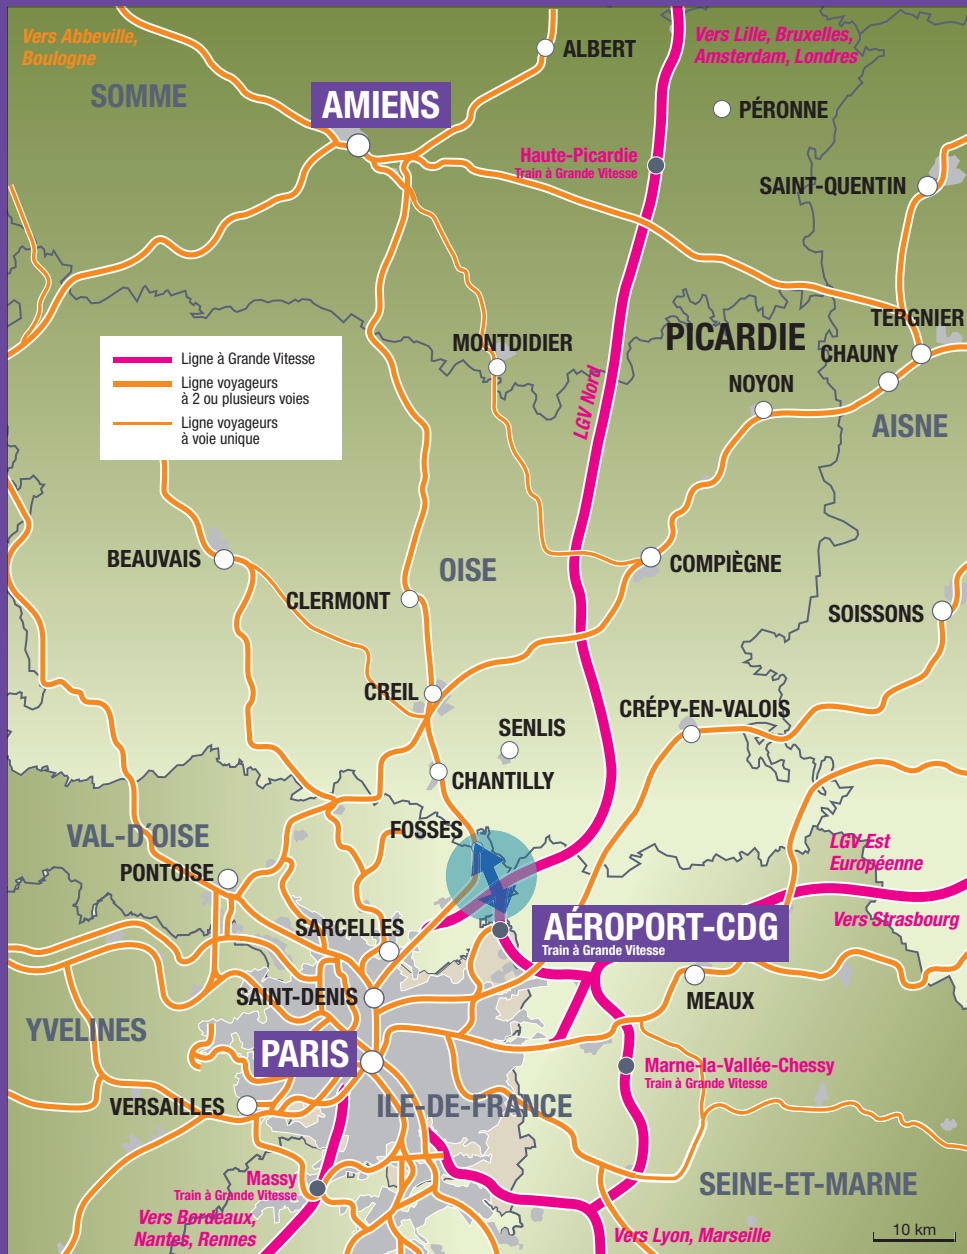 Vers Abbeville,
Boulogne
SOMME
ALBERT
Vers Lille, Bruxelles,
Amsterdam, Londres
AMIENS
PÉRONNE
Haute-Picardie
Train à Grande Vitesse
SAINT-QUENTIN
TERGNIER
PICARDIE
MONTDIDIER
CHAUNY
Ligne à Grande Vitesse
Ligne voyageurs
à 2 ou plusieurs voies
Ligne voyageurs
à voie unique
NOYON
LGV Nord
AISNE
BEAUVAIS
OISE
COMPIÈGNE
CLERMONT
SOISSONS
CREIL
CRÉPY-EN-VALOIS
SENLIS
CHANTILLY
FOSSES
VAL-D'OISE
LGV Est
Européenne
PONTOISE
Vers Strasbourg
SARCELLES
AÉROPORT-CDG
Train à Grande Vitesse
SAINT-DENIS
MEAUX
YVELINES
PARIS
Marne-la-Vallée-Chessy
Train à Grande Vitesse
VERSAILLES
ILE-DE-FRANCE
Massy
Train à Grande Vitesse
SEINE-ET-MARNE
Vers Bordeaux,
Nantes, Rennes
Vers Lyon, Marseille
10 km